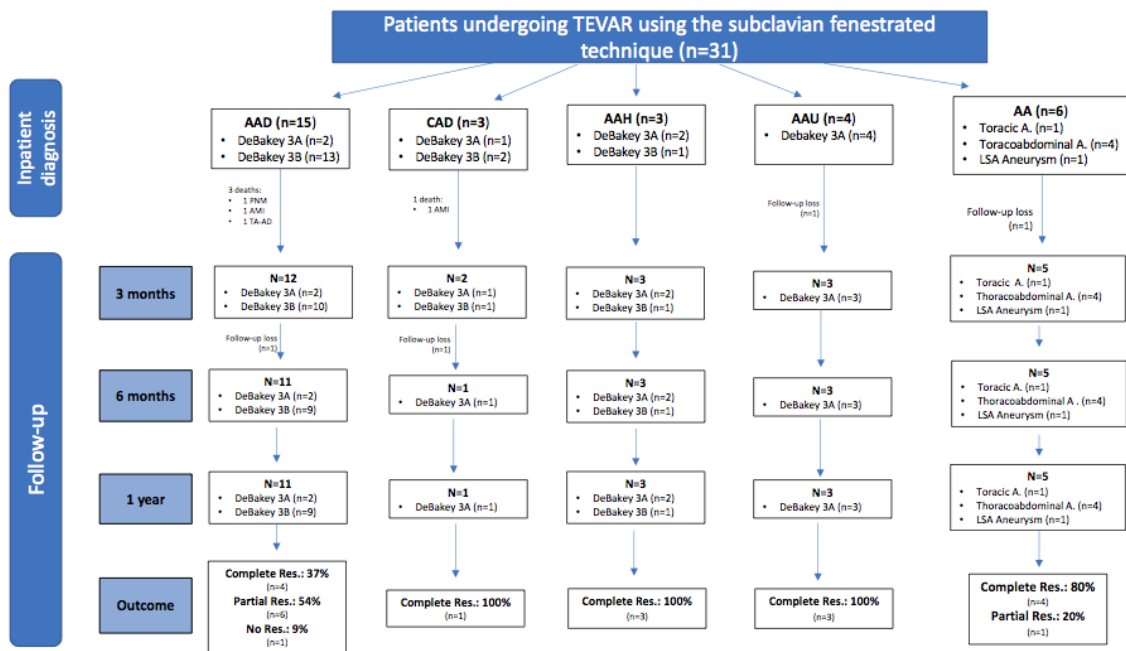 Patients undergoing TEVAR using the subclavian fenestrated
technique (n=31)
Inpatient
diagnosis
AAD (n=15)
• DeBakey 3A (n=2)
• DeBakey 3B (n=13)
CAD (n=3)
• DeBakey 3A (n=1)
• DeBakey 3B (n=2)
AAH (n=3)
• DeBakey 3A (n=2)
• DeBakey 3B (n=1)
AAU (n=4)
• Debakey 3A (n=4)
AA (n=6)
• Toracic A. (n=1)
• Toracoabdominal A. (n=4)
• LSA Aneurysm (n=1)
3 deaths:
• 1 PNM
• 1 AMI
• 1 TA-AD
1 death:
• 1 AMI
Follow-up loss
(n=1)
Follow-up loss
(n=1)
Follow-up
3 months
N=12
• DeBakey 3A (n=2)
• DeBakey 3B (n=10)
N=2
• DeBakey 3A (n=1)
• DeBakey 3B (n=1)
N=3
• DeBakey 3A (n=2)
• DeBakey 3B (n=1)
N=3
• DeBakey 3A (n=3)
N=5
• Toracic A. (n=1)
• Thoracoabdominal A. (n=4)
• LSA Aneurysm (n=1)
Follow-up loss
(n=1)
Follow-up loss
(n=1)
6 months
N=11
• DeBakey 3A (n=2)
• DeBakey 3B (n=9)
N=1
• DeBakey 3A (n=1)
N=3
• DeBakey 3A (n=2)
• DeBakey 3B (n=1)
N=3
• DeBakey 3A (n=3)
N=5
• Toracic A. (n=1)
• Thoracoabdominal A . (n=4)
• LSA Aneurysm (n=1)
1 year
N=11
• DeBakey 3A (n=2)
• DeBakey 3B (n=9)
N=1
• DeBakey 3A (n=1)
N=3
• DeBakey 3A (n=2)
• DeBakey 3B (n=1)
N=3
• DeBakey 3A (n=3)
N=5
• Toracic A. (n=1)
• Thoracoabdominal A. (n=4)
• LSA Aneurysm (n=1)
Outcome
Complete Res.: 37%
(n=4)
Partial Res.: 54%
(n=6)
No Res.: 9%
(n=1)
Complete Res.: 100%
(n=1)
Complete Res.: 100%
(n=3)
Complete Res.: 100%
(n=3)
Complete Res.: 80%
(n=4)
Partial Res.: 20%
(n=1)